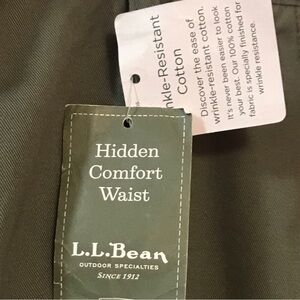 Hidden
Comfort
Waist
L.L.Bean
OUTDOOR SPECIALTIES
SINCE 1912
nkle-Resistant
Cotton
Discover the ease of
wrinkle-resistant cotton.
It's never been easier to look
your best. Our 100% cotton
fabric is specially finished for
wrinkle resistance.